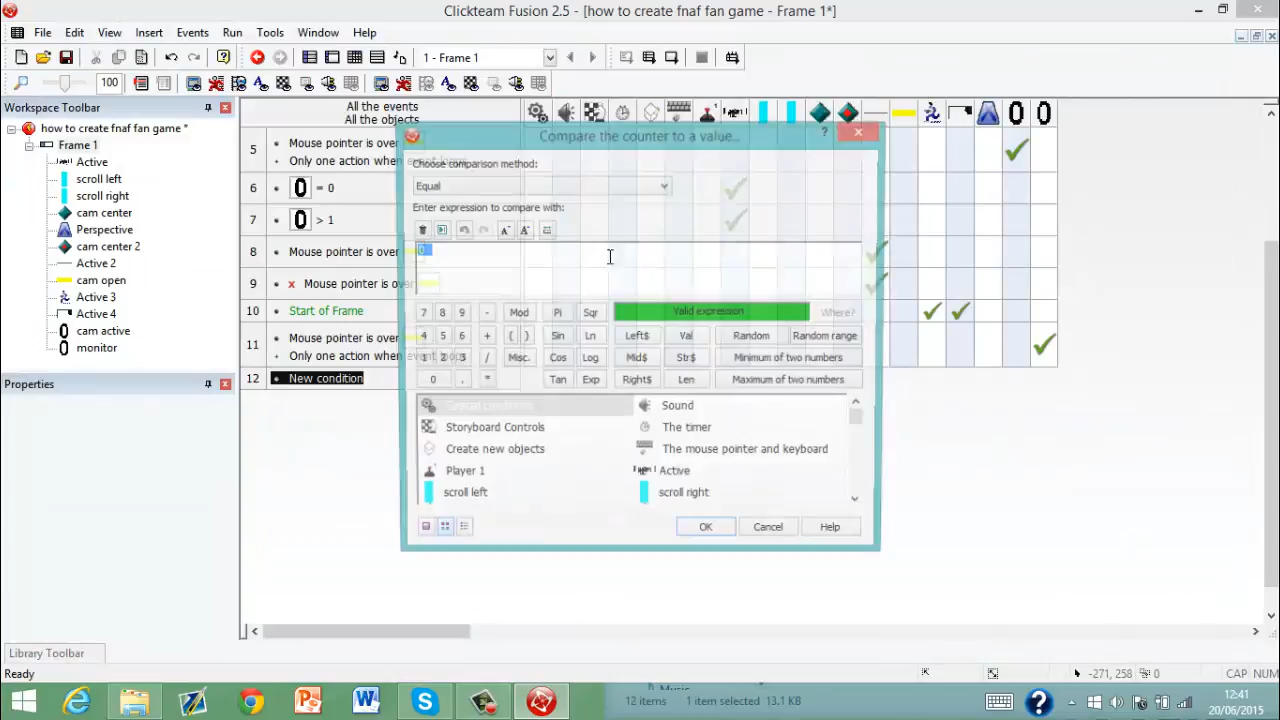 Clickteam Fusion 2.5 - [how to create fnaf fan game - Frame 1*]
File Edit View Insert Events Run Tools Window Help
1 - Frame 1
100
Workspace Toolbar
how to create fnaf fan game *
Frame 1
Active
scroll left
scroll right
cam center
Perspective
cam center 2
Active 2
cam open
Active 3
Active 4
cam active
monitor
Properties
Library Toolbar
Ready
All the events
All the objects
5
Mouse pointer is over
Only one action when event loops
6
0 = 0
7
0 > 1
8
Mouse pointer is over
9
Mouse pointer is over
10
Start of Frame
11
Mouse pointer is over
Only one action when event loops
12
New condition
Compare the counter to a value...
Choose comparison method:
Equal
Enter expression to compare with:
0
7 8 9 - Mod Pi Sqr Valid expression Where?
4 5 6 + ( ) Sin Ln Left$ Val Random Random range
1 2 3 / Misc. Cos Log Mid$ Str$ Minimum of two numbers
0 . * Tan Exp Right$ Len Maximum of two numbers
Special conditions
Sound
Storyboard Controls
The timer
Create new objects
The mouse pointer and keyboard
Player 1
Active
scroll left
scroll right
OK Cancel Help
-271, 258
0
CAP NUM
12 items 1 item selected 13.1 KB
12:41
20/06/2015